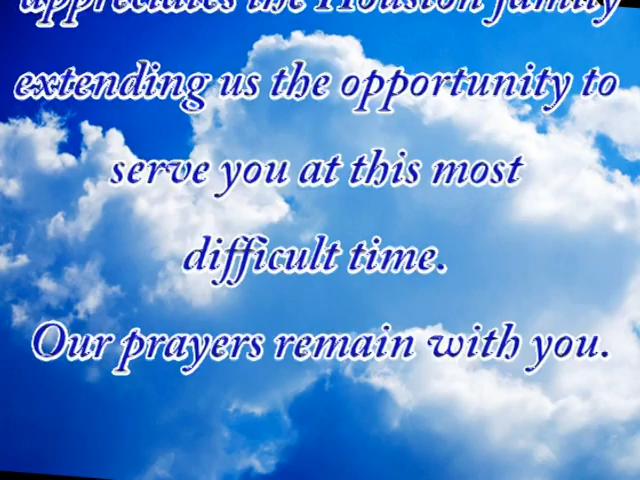 appreciates the Houston family
extending us the opportunity to
serve you at this most
difficult time.
Our prayers remain with you.